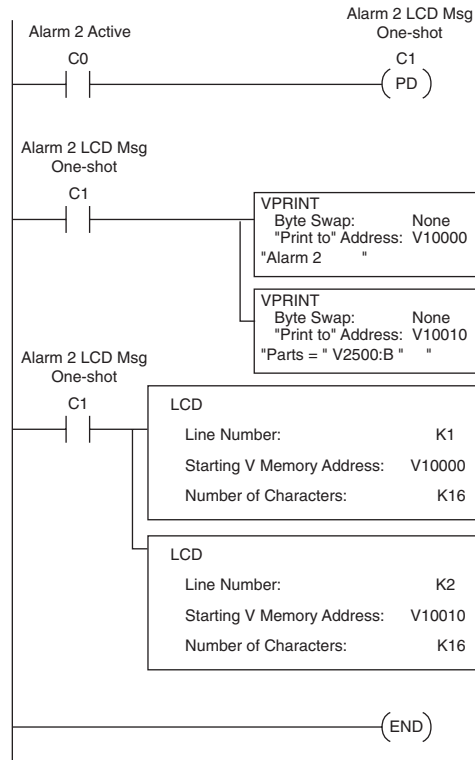 Alarm 2 Active
C0
Alarm 2 LCD Msg
One-shot
C1
PD
Alarm 2 LCD Msg
One-shot
C1
VPRINT
Byte Swap: None
"Print to" Address: V10000
"Alarm 2 "
VPRINT
Byte Swap: None
"Print to" Address: V10010
"Parts = " V2500:B " "
Alarm 2 LCD Msg
One-shot
C1
LCD
Line Number: K1
Starting V Memory Address: V10000
Number of Characters: K16
LCD
Line Number: K2
Starting V Memory Address: V10010
Number of Characters: K16
END